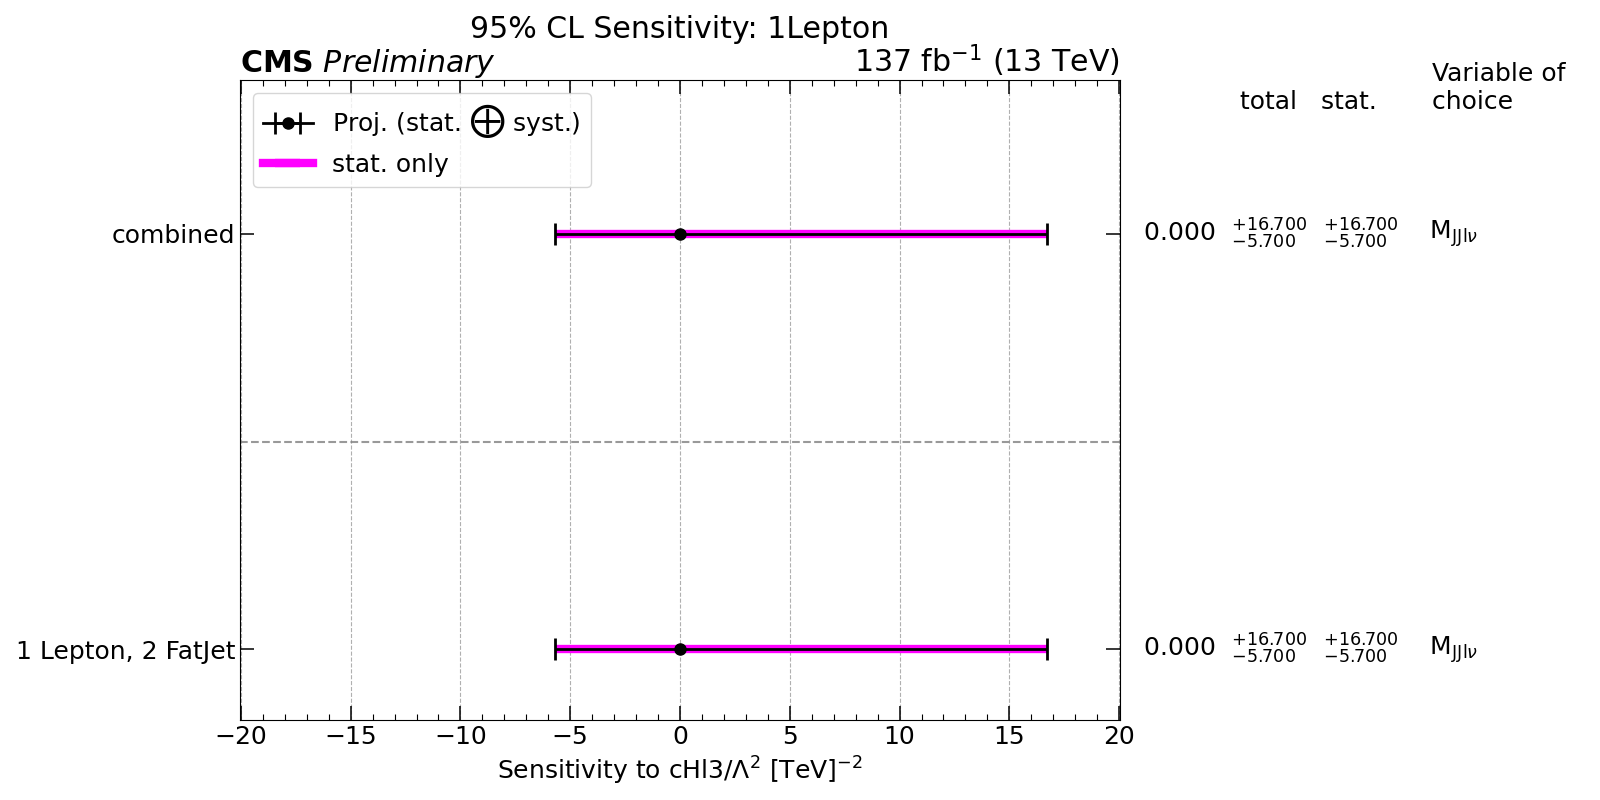 95% CL Sensitivity: 1Lepton
CMS Preliminary
137 fb⁻¹ (13 TeV)
Variable of
choice
total stat.
Proj. (stat. ⊕ syst.)
stat. only
combined
0.000 +16.700 −5.700 +16.700 −5.700 M_JJlν
1 Lepton, 2 FatJet
0.000 +16.700 −5.700 +16.700 −5.700 M_JJlν
−20 −15 −10 −5 0 5 10 15 20
Sensitivity to cHl3/Λ² [TeV]⁻²